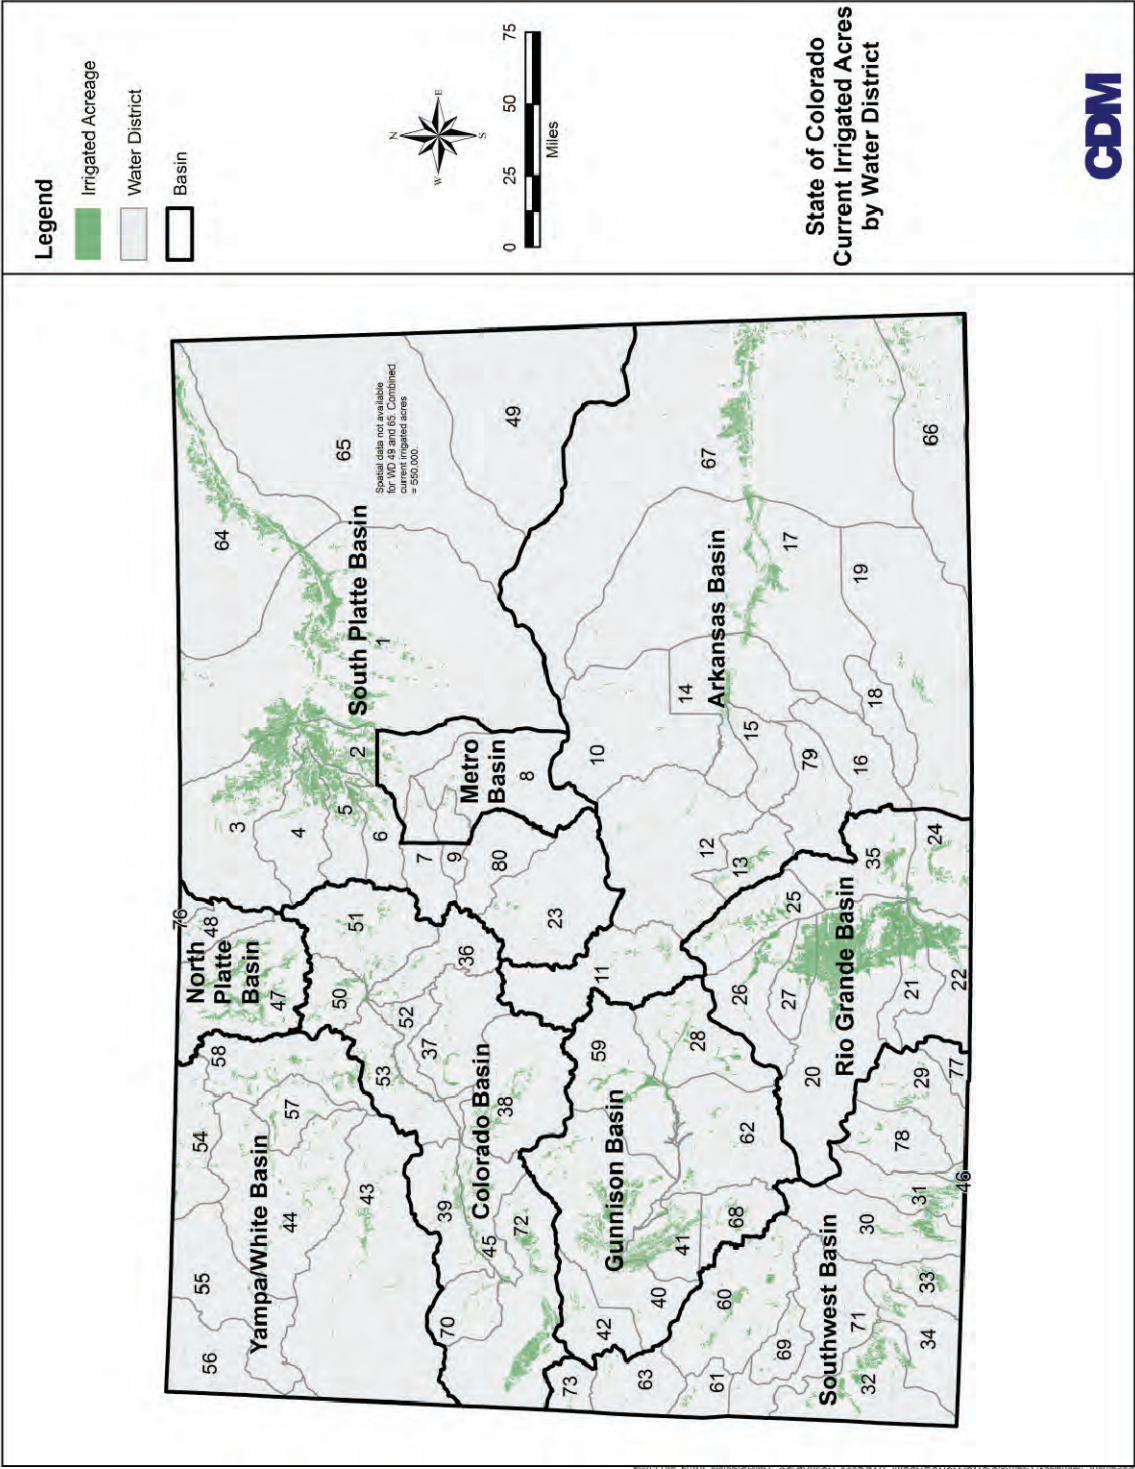 Legend
Irrigated Acreage
Water District
Basin
N
W
E
S
0
25
50
75
Miles
State of Colorado
Current Irrigated Acres
by Water District
CDM
76
48
North
Platte
Basin
47
58
54
57
55
56
Yampa/White Basin
44
43
64
65
Spatial data not available
for WD 49 and 65. Combined
current irrigated acres
= 550,000.
49
South Platte Basin
1
2
3
4
5
6
7
9
80
23
Metro
Basin
8
51
50
36
52
37
53
38
Colorado Basin
39
45
72
70
10
11
12
13
14
Arkansas Basin
15
79
16
18
19
17
67
66
59
28
Gunnison Basin
62
41
68
40
42
73
63
61
60
69
Southwest Basin
71
32
34
33
30
31
46
78
29
77
20
Rio Grande Basin
26
27
25
35
24
21
22